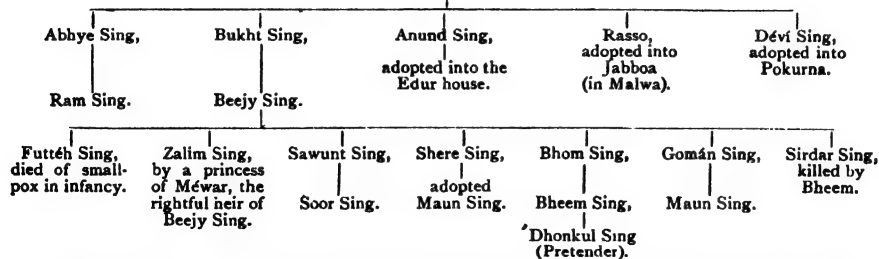 Abhye Sing, Bukht Sing, Anund Sing, Rasso, Déví Sing,
adopted into adopted into
adopted into the Jabboa Pokurna.
Edur house. (in Malwa).
Ram Sing. Beejy Sing.
Futtéh Sing, Zalim Sing, Sawunt Sing, Shere Sing, Bhom Sing, Gomán Sing, Sirdar Sing,
died of small- by a princess killed by
pox in infancy. of Méwar, the Soor Sing. adopted Bheem Sing, Maun Sing. Bheem.
rightful heir of Maun Sing.
Beejy Sing. Dhonkul Sing
(Pretender).